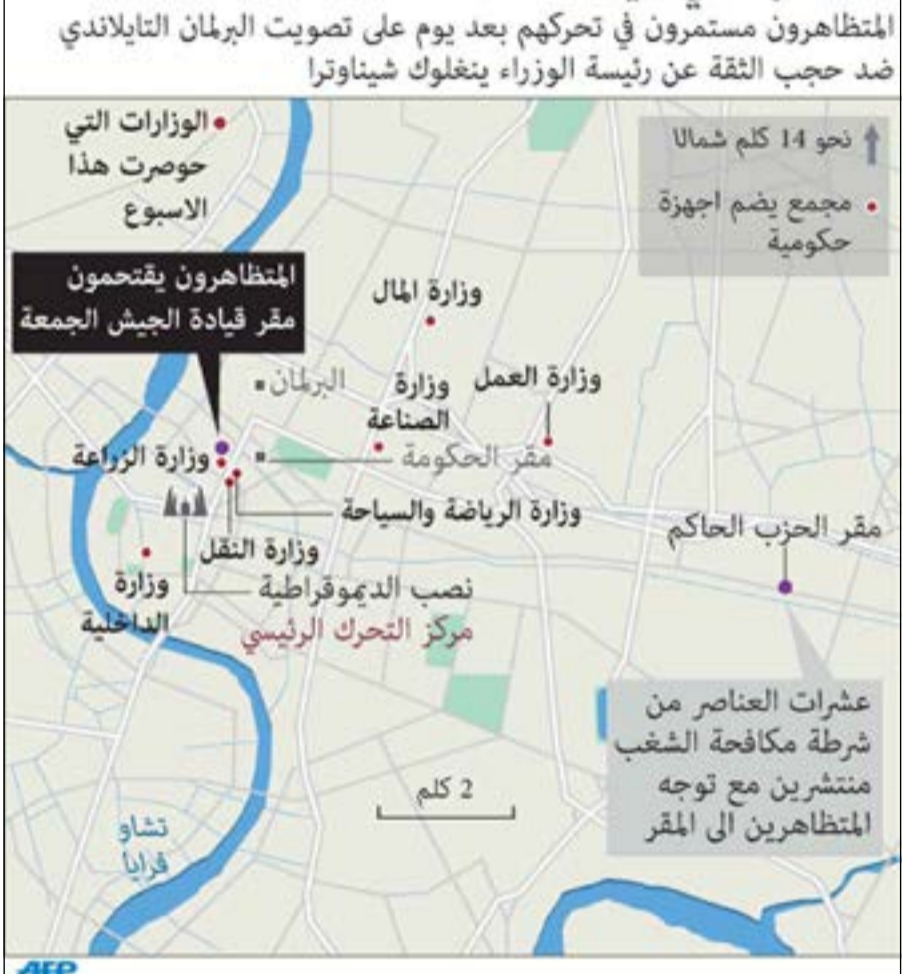 المتظاهرون مستمرون في تحركهم بعد يوم على تصويت البرلمان التايلاندي
ضد حجب الثقة عن رئيسة الوزراء ينغلوك شيناوترا
الوزارات التي
حوصرت هذا
الاسبوع
نحو 14 كلم شمالا
مجمع يضم اجهزة
حكومية
المتظاهرون يقتحمون
مقر قيادة الجيش الجمعة
وزارة المال
البرلمان
وزارة
الصناعة
وزارة العمل
مقر الحكومة
وزارة الزراعة
وزارة الرياضة والسياحة
وزارة النقل
مقر الحزب الحاكم
نصب الديموقراطية
مركز التحرك الرئيسي
وزارة
الداخلية
عشرات العناصر من
شرطة مكافحة الشغب
منتشرين مع توجه
المتظاهرين الى المقر
2 كلم
تشاو
فرايا
AFP